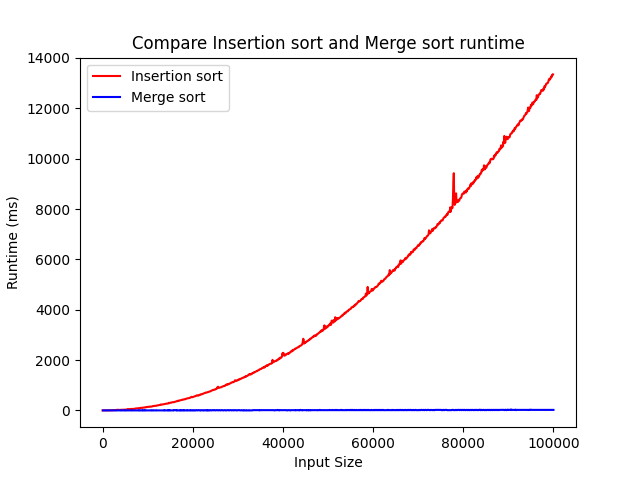 Compare Insertion sort and Merge sort runtime
Insertion sort
Merge sort
Runtime (ms)
14000
12000
10000
8000
6000
4000
2000
0
0 20000 40000 60000 80000 100000
Input Size